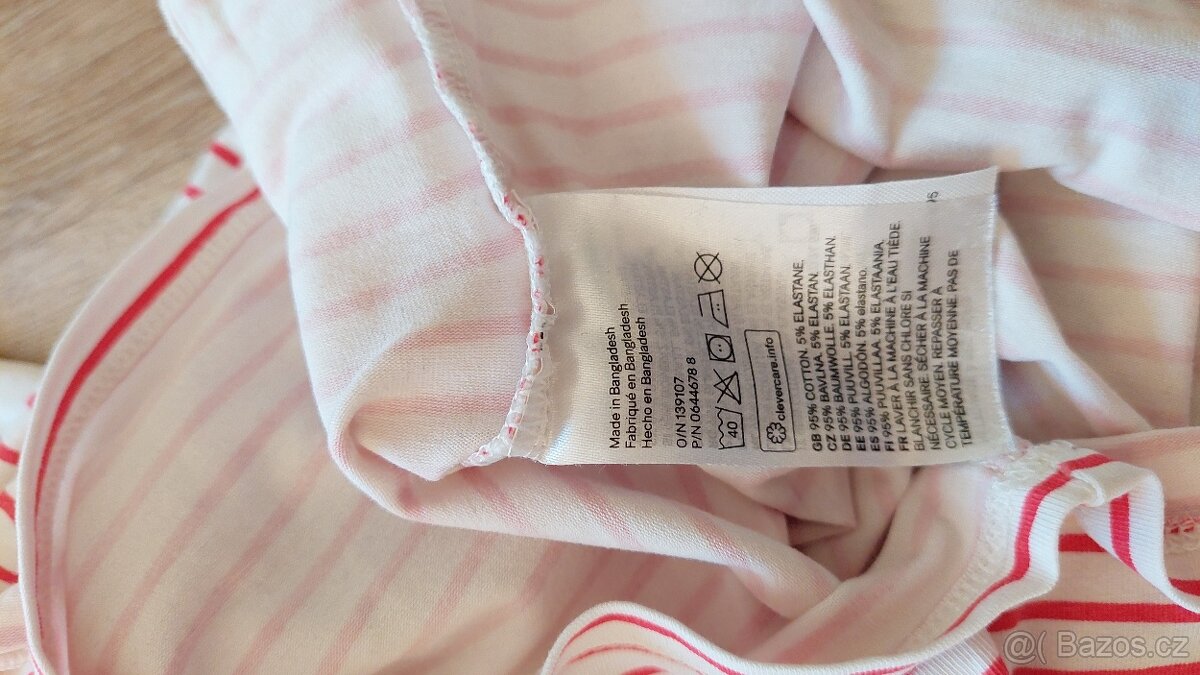 Made in Bangladesh
Fabriqué en Bangladesh
Hecho en Bangladesh
O/N 139107
P/N 0644678 8
40
clevercare.info
GB 95% COTTON. 5% ELASTANE.
CZ 95% BAVLNA. 5% ELASTAN.
DE 95% BAUMWOLLE. 5% ELASTHAN.
EE 95% PUUVILL. 5% ELASTAAN.
ES 95% ALGODÓN. 5% elastano.
FI 95% PUUVILLAA. 5% ELASTAANIA.
FR LAVER À LA MACHINE À L'EAU TIÈDE.
BLANCHIR SANS CHLORE SI
NÉCESSAIRE. SÉCHER À LA MACHINE
CYCLE MOYEN. REPASSER À
TEMPÉRATURE MOYENNE. PAS DE
Bazos.cz